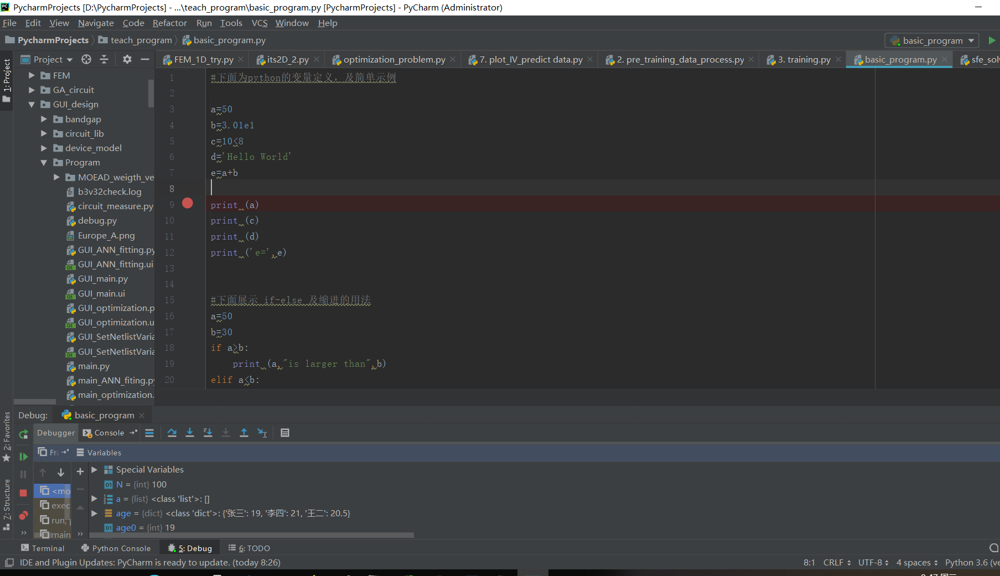 PycharmProjects [D:\PycharmProjects] - ...\teach_program\basic_program.py [PycharmProjects] - PyCharm (Administrator)
File Edit View Navigate Code Refactor Run Tools VCS Window Help
PycharmProjects teach_program basic_program.py
basic_program
1: Project
Project
FEM_1D_try.py its2D_2.py optimization_problem.py 7. plot_IV_predict data.py 2. pre_training_data_process.py 3. training.py basic_program.py sfe_sol
FEM
GA_circuit
GUI_design
bandgap
circuit_lib
device_model
Program
MOEAD_weigth_ve
b3v32check.log
circuit_measure.py
debug.py
Europe_A.png
GUI_ANN_fitting.py
GUI_ANN_fitting.ui
GUI_main.py
GUI_main.ui
GUI_optimization.p
GUI_optimization.u
GUI_SetNetlistVaria
GUI_SetNetlistVaria
main.py
main_ANN_fiting.py
main_optimization.
1 #下面为python的变量定义，及简单示例
2
3 a=50
4 b=3.01e1
5 c=10<8
6 d='Hello World'
7 e=a+b
8
9 print (a)
10 print (c)
11 print (d)
12 print ('e=',e)
13
14
15 #下面展示 if-else 及缩进的用法
16 a=50
17 b=30
18 if a>b:
19 print (a,"is larger than",b)
20 elif a<b:
2: Favorites
Z: Structure
Debug: basic_program
Debugger Console
Fra Variables
<mo
exec
run, p
main
Special Variables
N = {int} 100
a = {list} <class 'list'>: []
age = {dict} <class 'dict'>: {'张三': 19, '李四': 21, '王二': 20.5}
age0 = {int} 19
Terminal Python Console 5: Debug 6: TODO
IDE and Plugin Updates: PyCharm is ready to update. (today 8:26)
8:1 CRLF UTF-8 4 spaces Python 3.6 (ve